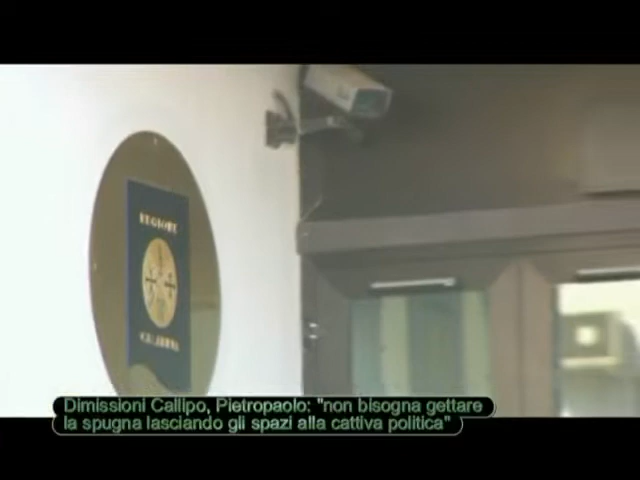 REGIONE
CALABRIA
Dimissioni Callipo, Pietropaolo: "non bisogna gettare
la spugna lasciando gli spazi alla cattiva politica"